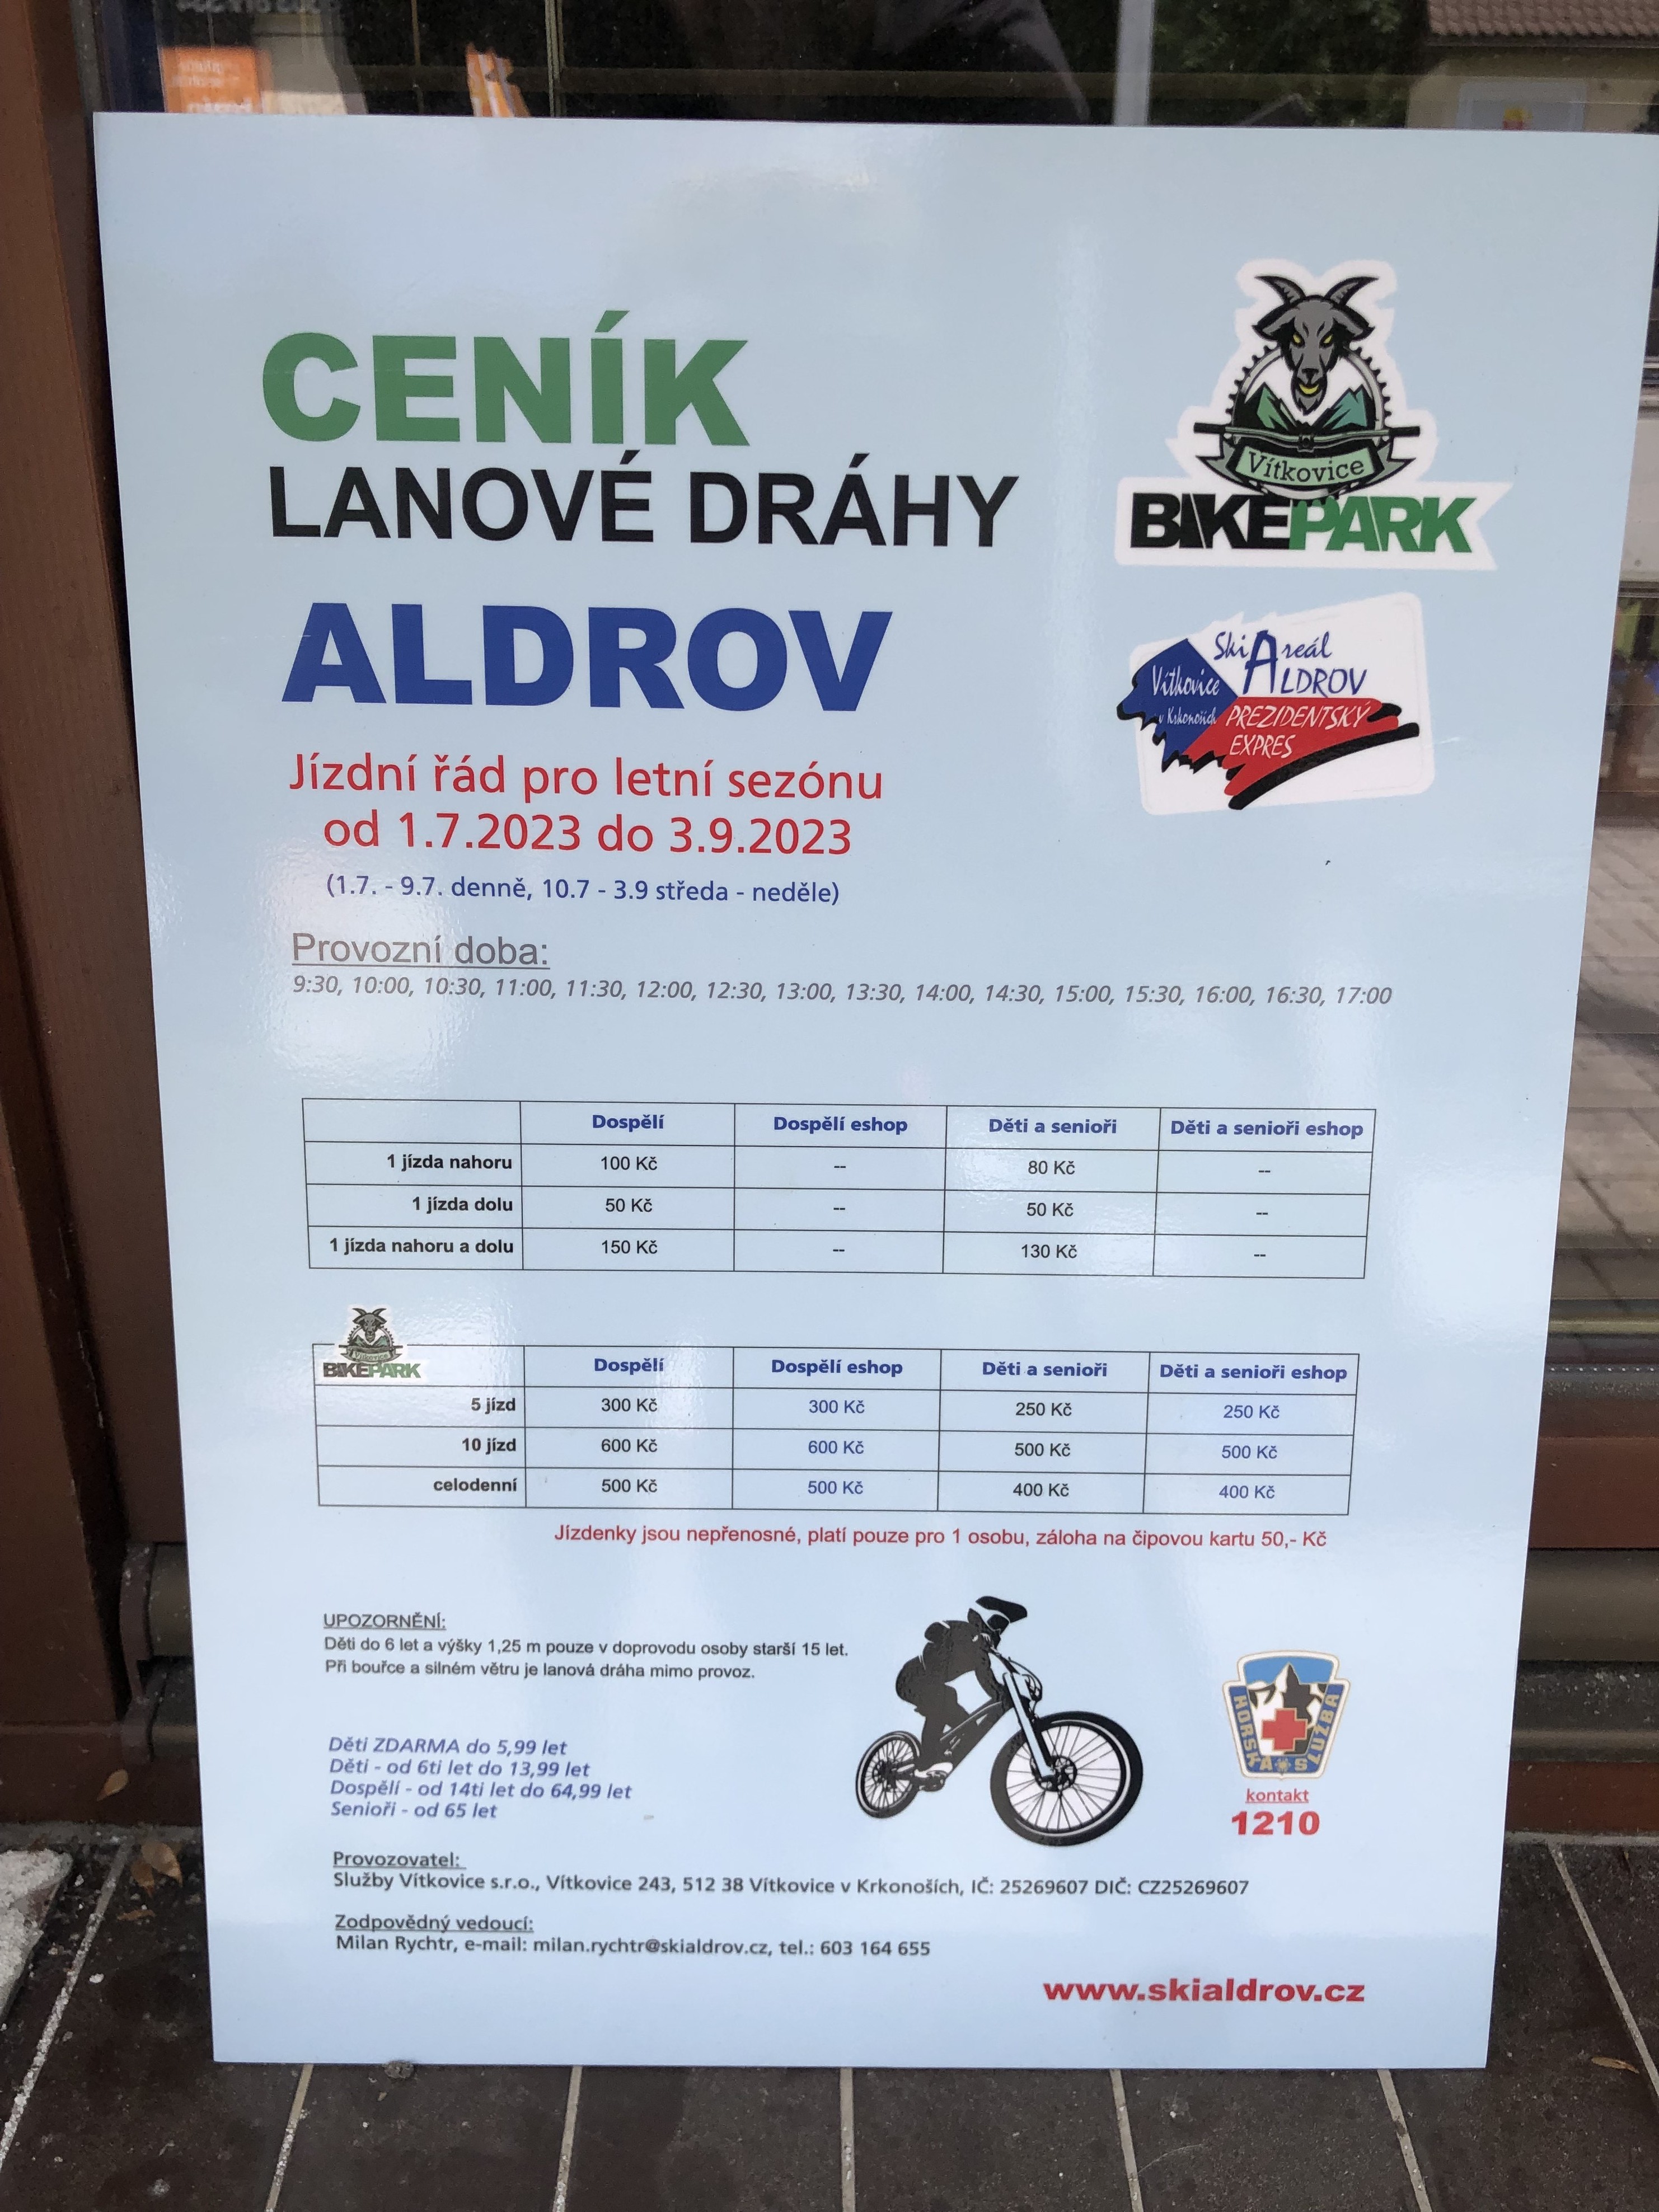 CENÍK
LANOVÉ DRÁHY
ALDROV
Vítkovice
BIKEPARK
Ski Areál
ALDROV
Vítkovice
v Krkonoších
PREZIDENTSKÝ
EXPRES
Jízdní řád pro letní sezónu
od 1.7.2023 do 3.9.2023
(1.7. - 9.7. denně, 10.7 - 3.9 středa - neděle)
Provozní doba:
9:30, 10:00, 10:30, 11:00, 11:30, 12:00, 12:30, 13:00, 13:30, 14:00, 14:30, 15:00, 15:30, 16:00, 16:30, 17:00
Dospělí Dospělí eshop Děti a senioři Děti a senioři eshop
1 jízda nahoru 100 Kč -- 80 Kč --
1 jízda dolu 50 Kč -- 50 Kč --
1 jízda nahoru a dolu 150 Kč -- 130 Kč --
Vítkovice
BIKEPARK
Dospělí Dospělí eshop Děti a senioři Děti a senioři eshop
5 jízd 300 Kč 300 Kč 250 Kč 250 Kč
10 jízd 600 Kč 600 Kč 500 Kč 500 Kč
celodenní 500 Kč 500 Kč 400 Kč 400 Kč
Jízdenky jsou nepřenosné, platí pouze pro 1 osobu, záloha na čipovou kartu 50,- Kč
UPOZORNĚNÍ:
Děti do 6 let a výšky 1,25 m pouze v doprovodu osoby starší 15 let.
Při bouřce a silném větru je lanová dráha mimo provoz.
Děti ZDARMA do 5,99 let
Děti - od 6ti let do 13,99 let
Dospělí - od 14ti let do 64,99 let
Senioři - od 65 let
HORSKÁ SLUŽBA
kontakt
1210
Provozovatel:
Služby Vítkovice s.r.o., Vítkovice 243, 512 38 Vítkovice v Krkonoších, IČ: 25269607 DIČ: CZ25269607
Zodpovědný vedoucí:
Milan Rychtr, e-mail: milan.rychtr@skialdrov.cz, tel.: 603 164 655
www.skialdrov.cz